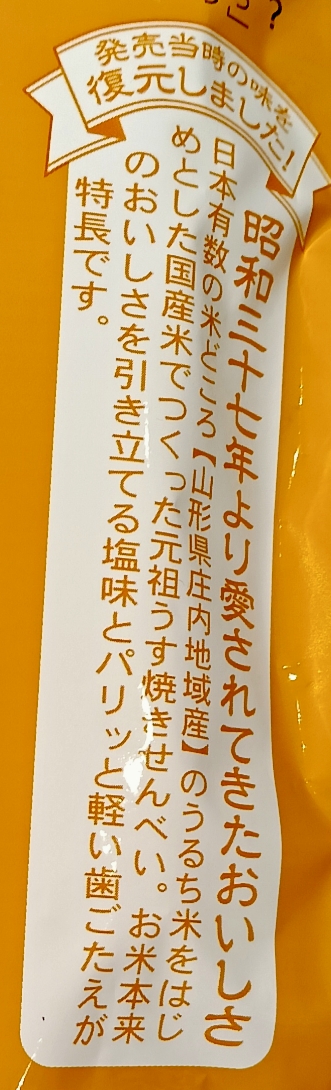 発売当時の味を
復元しました！
昭和三十七年より愛されてきたおいしさ
日本有数の米どころ【山形県庄内地域産】のうるち米をはじ
めとした国産米でつくった元祖うす焼きせんべい。お米本来
のおいしさを引き立てる塩味とパリッと軽い歯ごたえが
特長です。